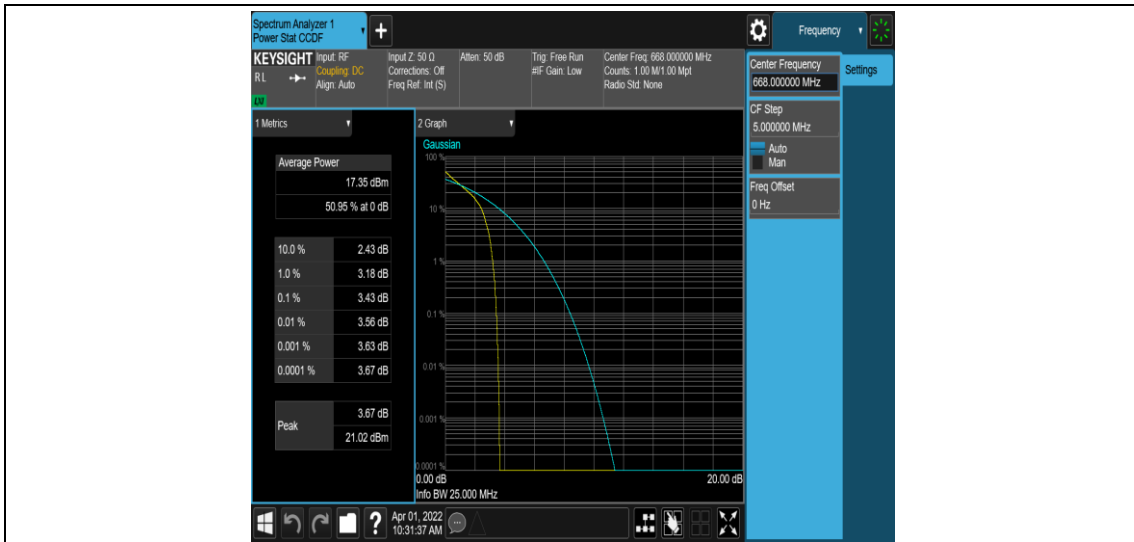 Spectrum Analyzer 1
Power Stat CCDF
Frequency
KEYSIGHT
RL
Input: RF
Coupling: DC
Align: Auto
Input Z: 50 Ω
Corrections: Off
Freq Ref: Int (S)
Atten: 50 dB
Trig: Free Run
#IF Gain: Low
Center Freq: 668.000000 MHz
Counts: 1.00 M/1.00 Mpt
Radio Std: None
Center Frequency
668.000000 MHz
Settings
CF Step
5.000000 MHz
Auto
Man
Freq Offset
0 Hz
1 Metrics
Average Power
17.35 dBm
50.95 % at 0 dB
10.0 % 2.43 dB
1.0 % 3.18 dB
0.1 % 3.43 dB
0.01 % 3.56 dB
0.001 % 3.63 dB
0.0001 % 3.67 dB
Peak
3.67 dB
21.02 dBm
2 Graph
Gaussian
100 %
10 %
1 %
0.1 %
0.01 %
0.001 %
0.0001 %
0.00 dB 20.00 dB
Info BW 25.000 MHz
Apr 01, 2022
10:31:37 AM